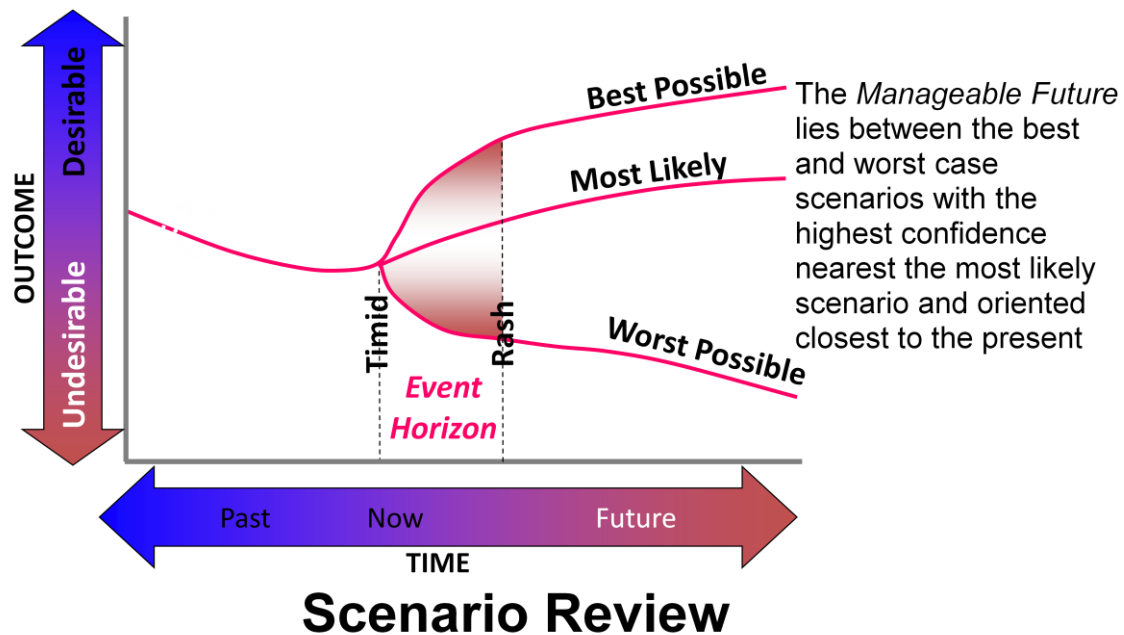 Desirable
Undesirable
OUTCOME
Best Possible
Most Likely
Worst Possible
Timid
Rash
Event
Horizon
The Manageable Future
lies between the best
and worst case
scenarios with the
highest confidence
nearest the most likely
scenario and oriented
closest to the present
Past Now Future
TIME
Scenario Review